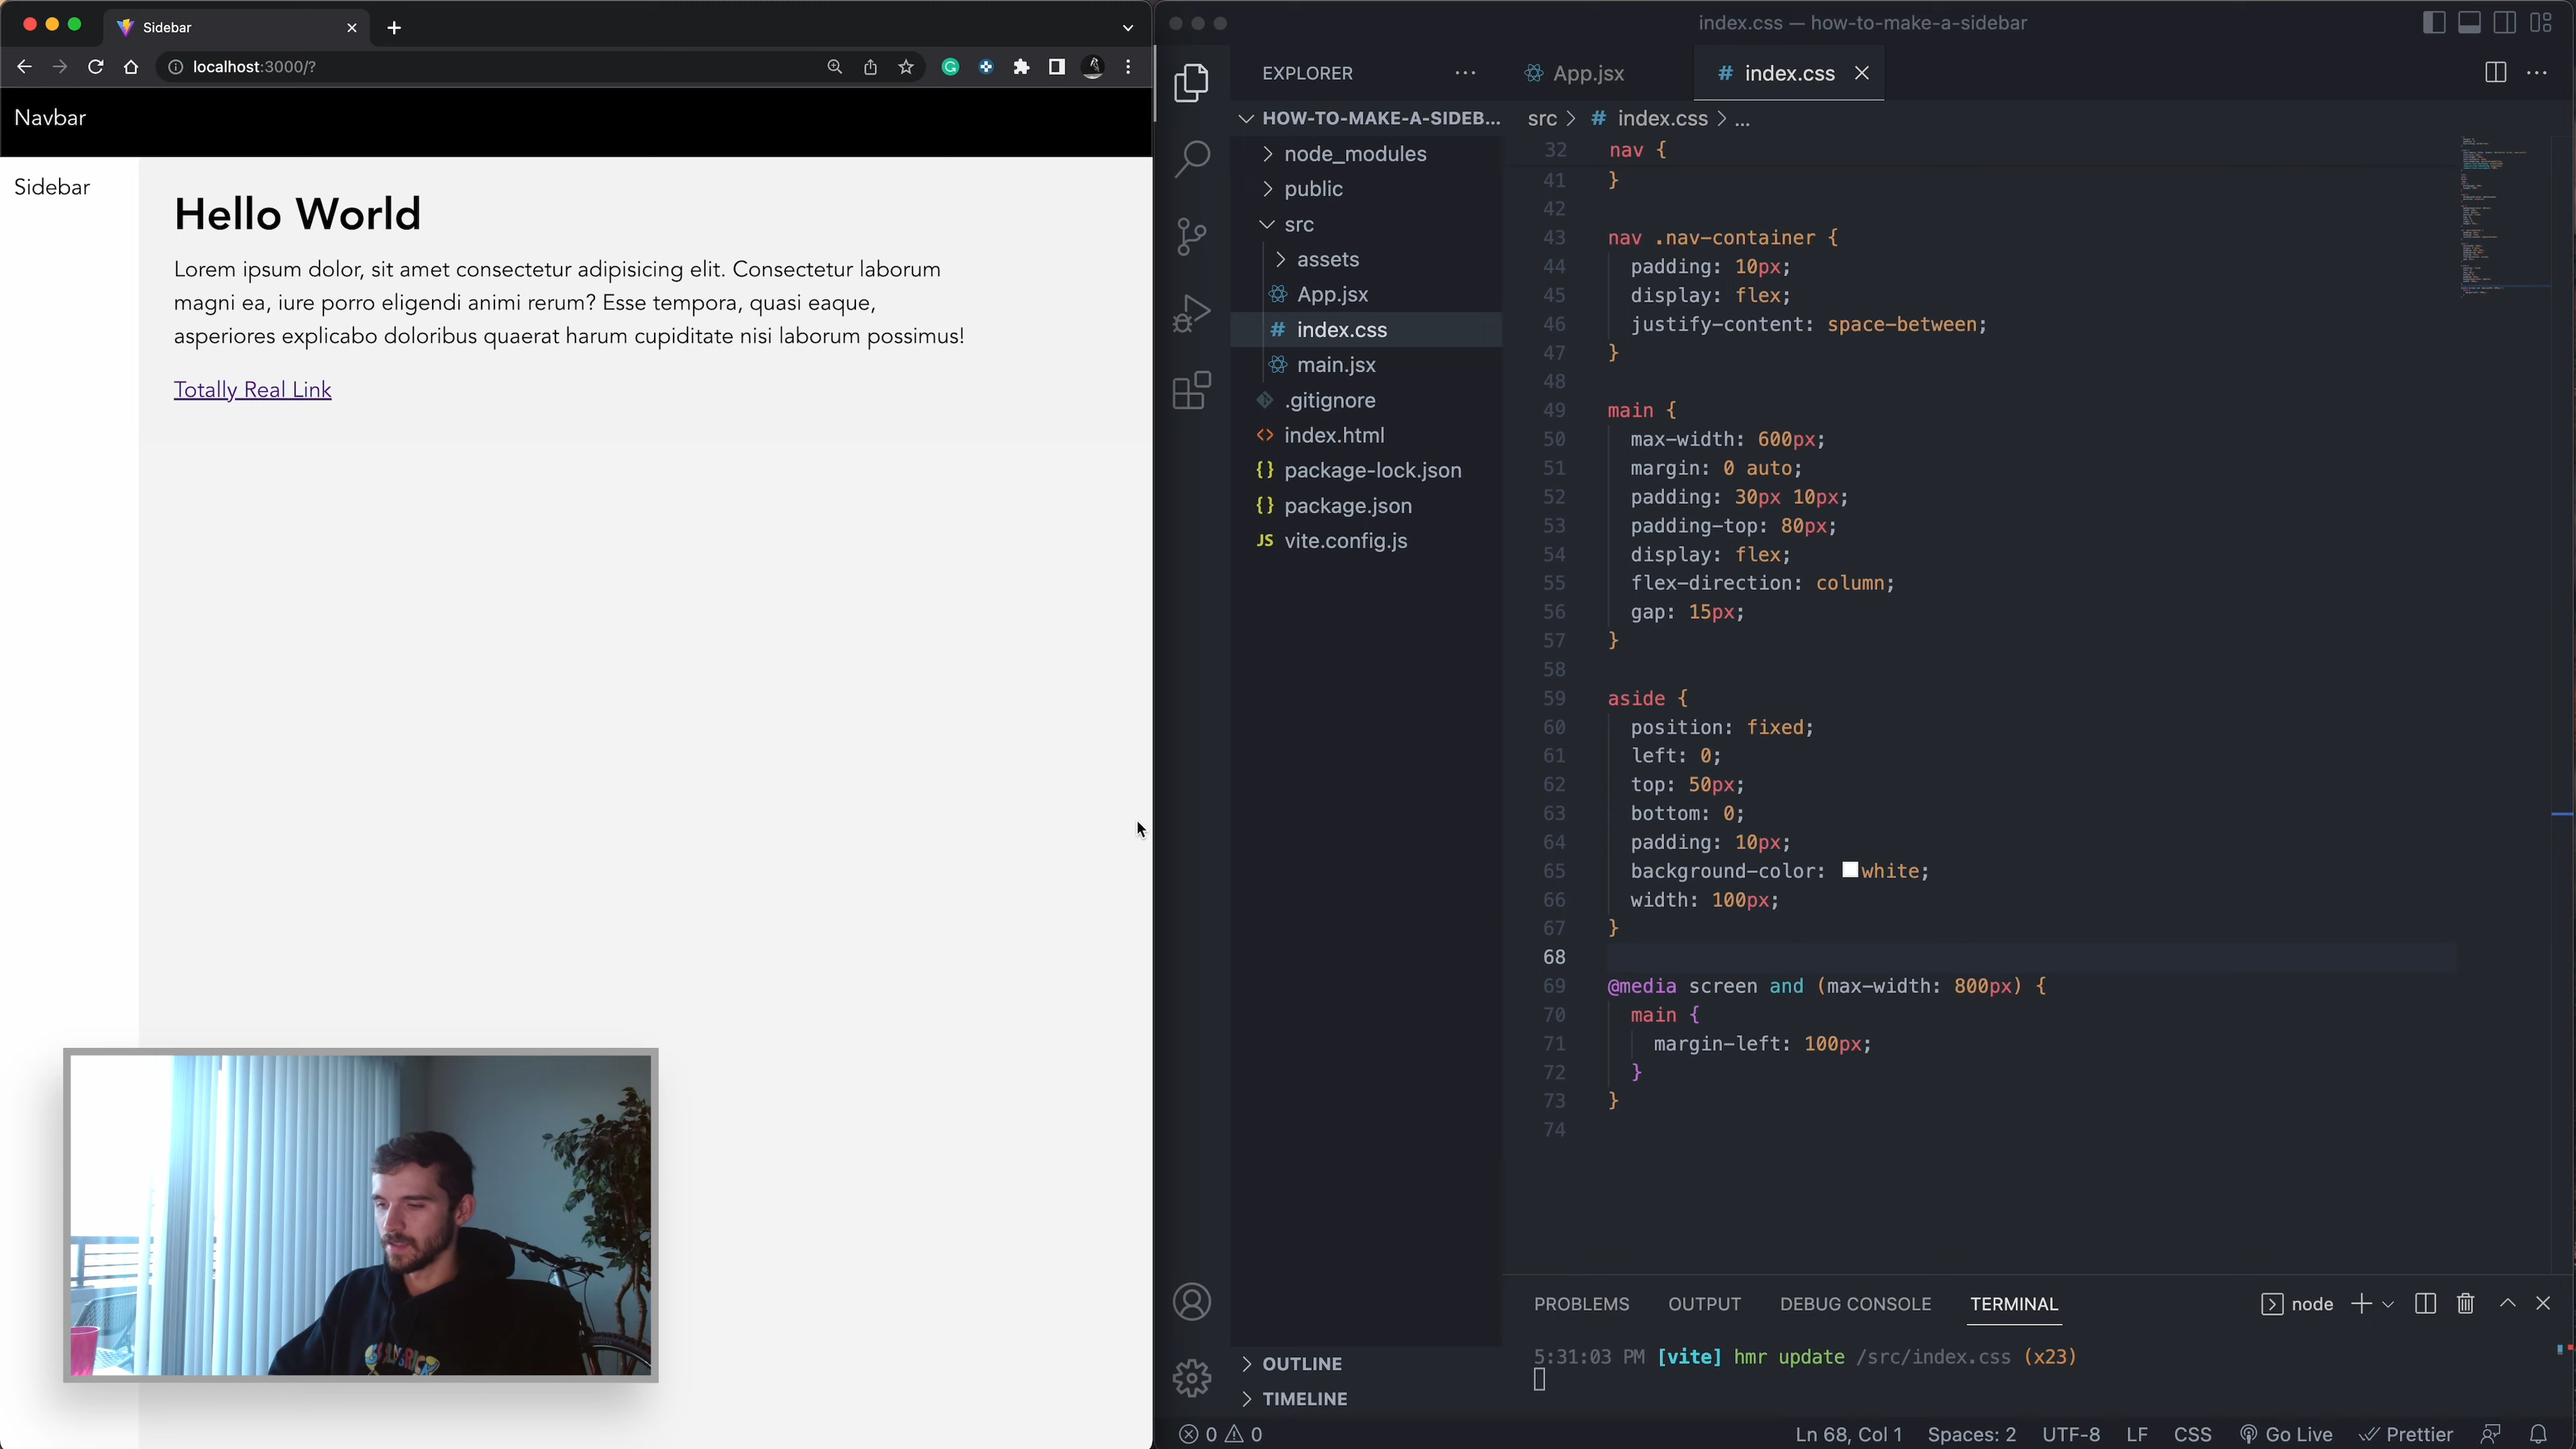 Sidebar
localhost:3000/?
Navbar
Sidebar
Hello World
Lorem ipsum dolor, sit amet consectetur adipisicing elit. Consectetur laborum
magni ea, iure porro eligendi animi rerum? Esse tempora, quasi eaque,
asperiores explicabo doloribus quaerat harum cupiditate nisi laborum possimus!
Totally Real Link
index.css — how-to-make-a-sidebar
EXPLORER
HOW-TO-MAKE-A-SIDEB...
node_modules
public
src
assets
App.jsx
# index.css
main.jsx
.gitignore
<> index.html
{} package-lock.json
{} package.json
JS vite.config.js
OUTLINE
TIMELINE
App.jsx
# index.css
src > # index.css > ...
32 nav {
41 }
42
43 nav .nav-container {
44 padding: 10px;
45 display: flex;
46 justify-content: space-between;
47 }
48
49 main {
50 max-width: 600px;
51 margin: 0 auto;
52 padding: 30px 10px;
53 padding-top: 80px;
54 display: flex;
55 flex-direction: column;
56 gap: 15px;
57 }
58
59 aside {
60 position: fixed;
61 left: 0;
62 top: 50px;
63 bottom: 0;
64 padding: 10px;
65 background-color: white;
66 width: 100px;
67 }
68
69 @media screen and (max-width: 800px) {
70 main {
71 margin-left: 100px;
72 }
73 }
74
PROBLEMS OUTPUT DEBUG CONSOLE TERMINAL
node
5:31:03 PM [vite] hmr update /src/index.css (x23)
0 0
Ln 68, Col 1 Spaces: 2 UTF-8 LF CSS Go Live Prettier